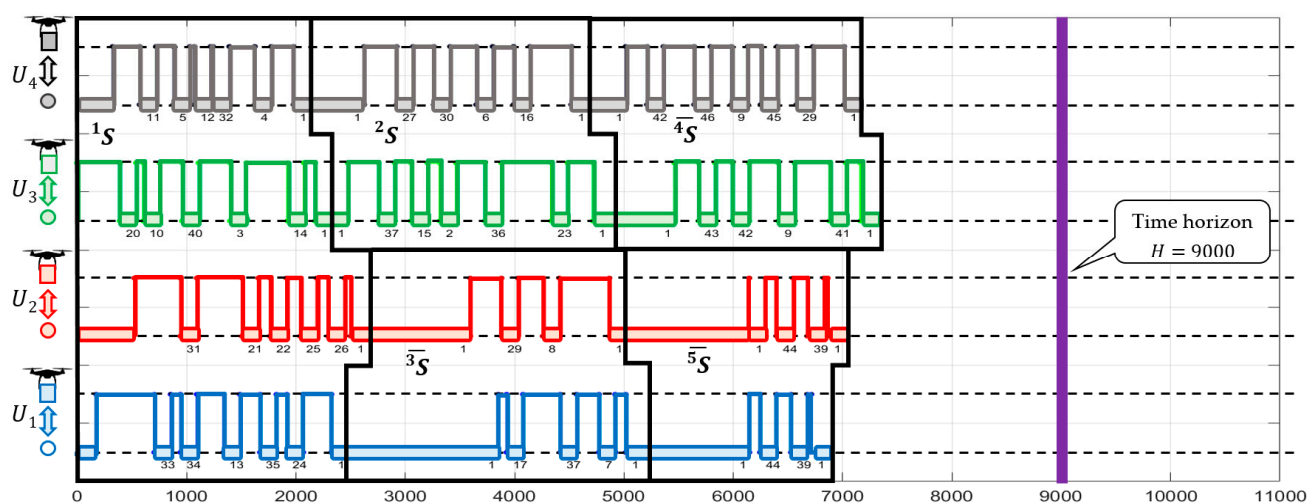 U4
11 5 12 32 4 1 1 27 30 6 16 1 1 42 46 9 45 29 1
¹S ²S ⁴S̅
U3
20 10 40 3 14 1 1 37 15 2 36 23 1 1 43 42 9 41 1
Time horizon
H = 9000
U2
31 21 22 25 26 1 1 29 8 1 1 44 39 1
³S̅ ⁵S̅
U1
33 34 13 35 24 1 1 17 37 7 1 1 44 39 1
0 1000 2000 3000 4000 5000 6000 7000 8000 9000 10000 11000